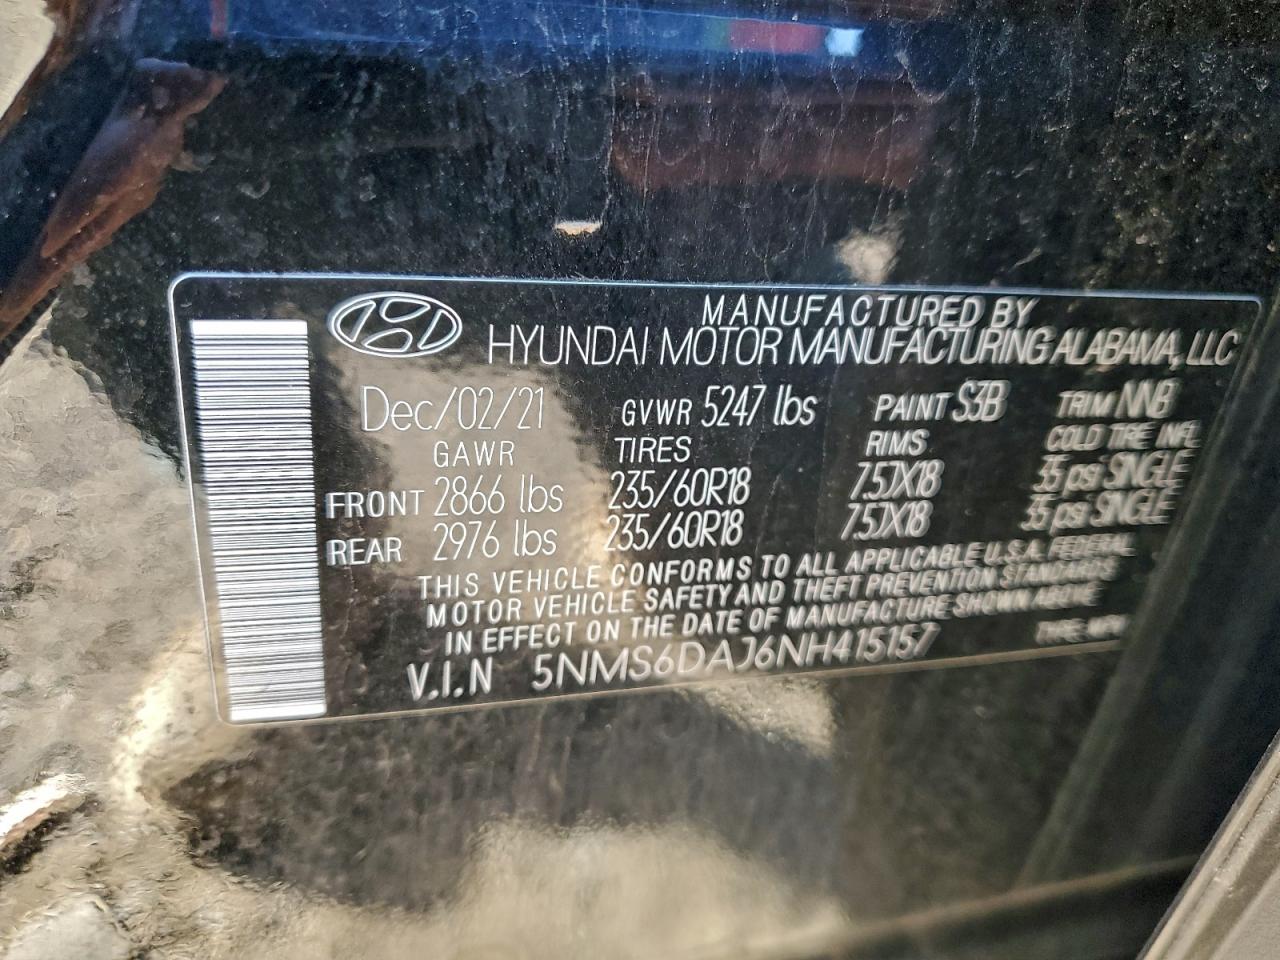 MANUFACTURED BY
HYUNDAI MOTOR MANUFACTURING ALABAMA, LLC
Dec/02/21 GVWR 5247 lbs PAINT S3B TRIM NNB
GAWR TIRES RIMS COLD TIRE INFL
FRONT 2866 lbs 235/60R18 7.5JX18 35 psi SINGLE
REAR 2976 lbs 235/60R18 7.5JX18 35 psi SINGLE
THIS VEHICLE CONFORMS TO ALL APPLICABLE U.S.A. FEDERAL
MOTOR VEHICLE SAFETY AND THEFT PREVENTION STANDARDS
IN EFFECT ON THE DATE OF MANUFACTURE SHOWN ABOVE
V.I.N 5NMS6DAJ6NH415157 TYPE: MPV